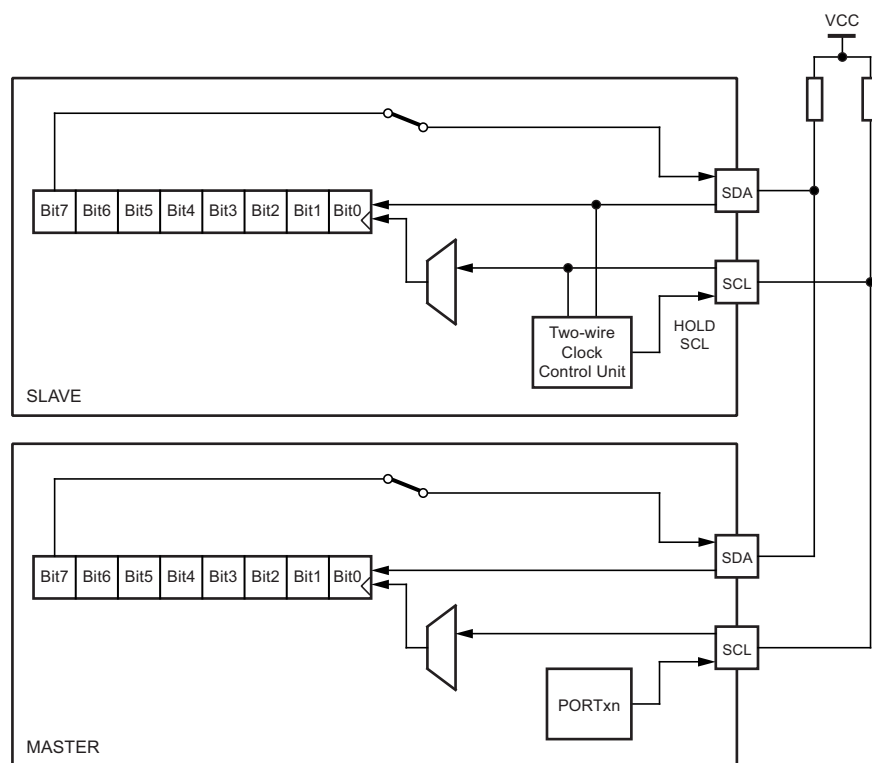 VCC
Bit7 Bit6 Bit5 Bit4 Bit3 Bit2 Bit1 Bit0
SDA
SCL
Two-wire
Clock
Control Unit
HOLD
SCL
SLAVE
Bit7 Bit6 Bit5 Bit4 Bit3 Bit2 Bit1 Bit0
SDA
SCL
PORTxn
MASTER